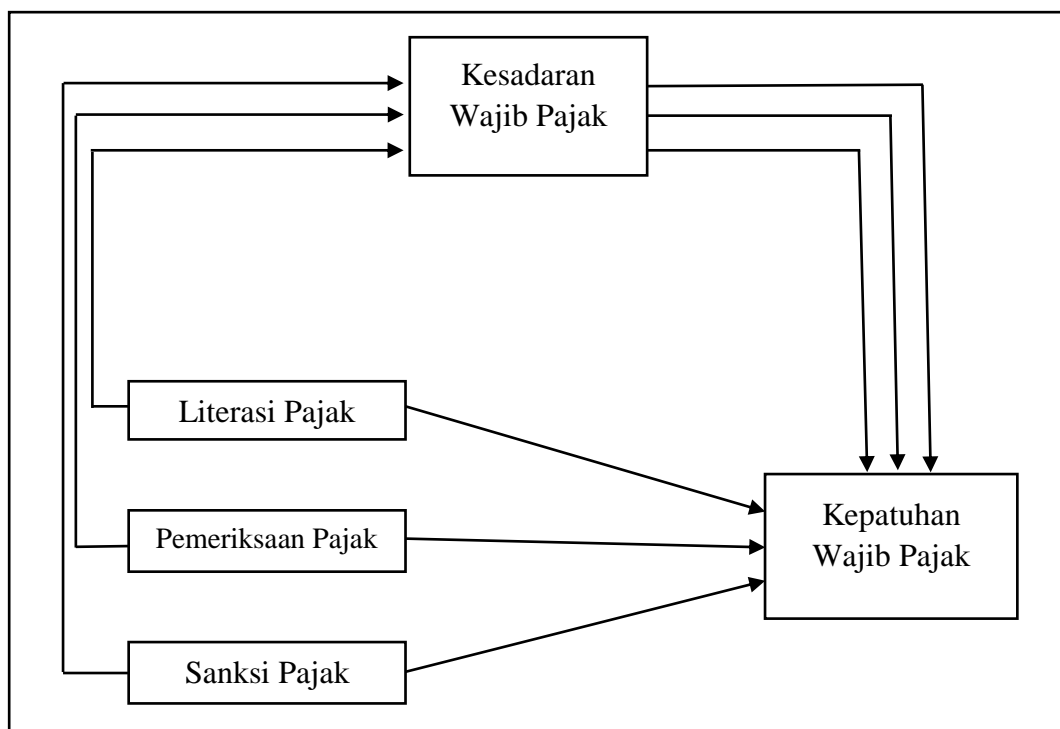 Kesadaran
Wajib Pajak
Literasi Pajak
Pemeriksaan Pajak
Sanksi Pajak
Kepatuhan
Wajib Pajak